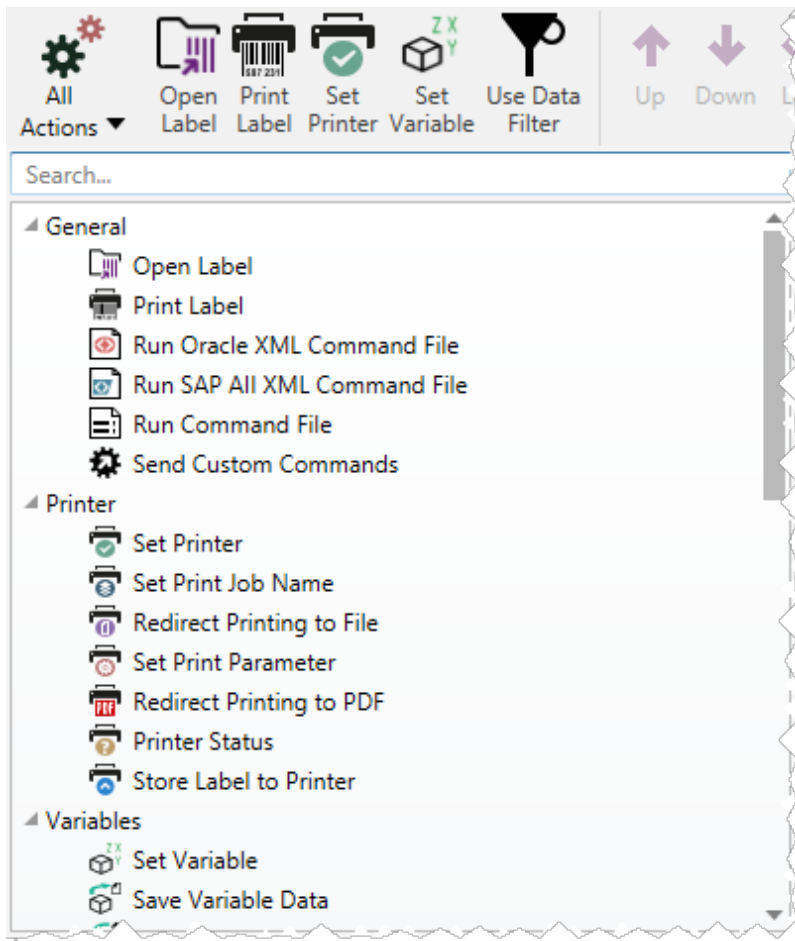 All Actions
Open Label
Print Label
Set Printer
Set Variable
Use Data Filter
Up
Down
Search...
General
Open Label
Print Label
Run Oracle XML Command File
Run SAP AII XML Command File
Run Command File
Send Custom Commands
Printer
Set Printer
Set Print Job Name
Redirect Printing to File
Set Print Parameter
Redirect Printing to PDF
Printer Status
Store Label to Printer
Variables
Set Variable
Save Variable Data